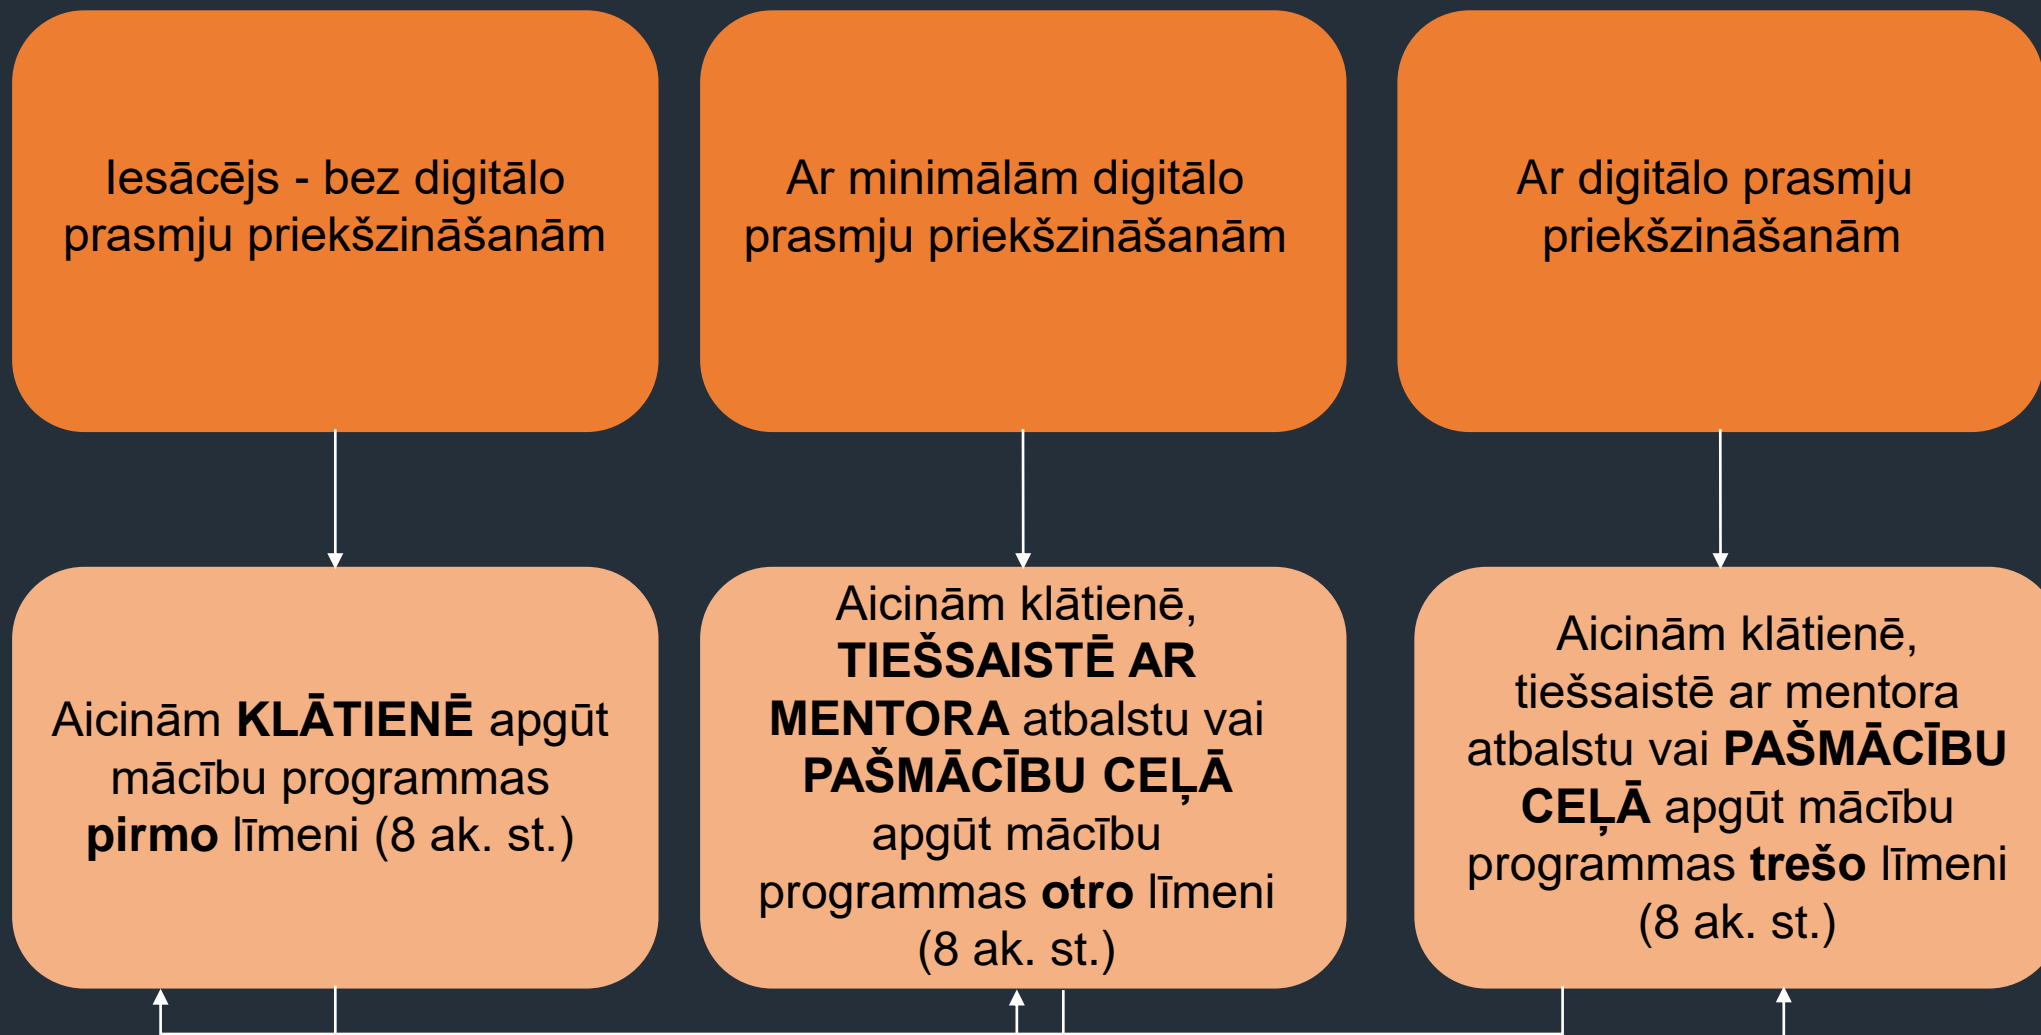 Iesācējs - bez digitālo
prasmju priekšzināšanām
Ar minimālām digitālo
prasmju priekšzināšanām
Ar digitālo prasmju
priekšzināšanām
Aicinām KLĀTIENĒ apgūt
mācību programmas
pirmo līmeni (8 ak. st.)
Aicinām klātienē,
TIEŠSAISTĒ AR
MENTORA atbalstu vai
PAŠMĀCĪBU CEĻĀ
apgūt mācību
programmas otro līmeni
(8 ak. st.)
Aicinām klātienē,
tiešsaistē ar mentora
atbalstu vai PAŠMĀCĪBU
CEĻĀ apgūt mācību
programmas trešo līmeni
(8 ak. st.)